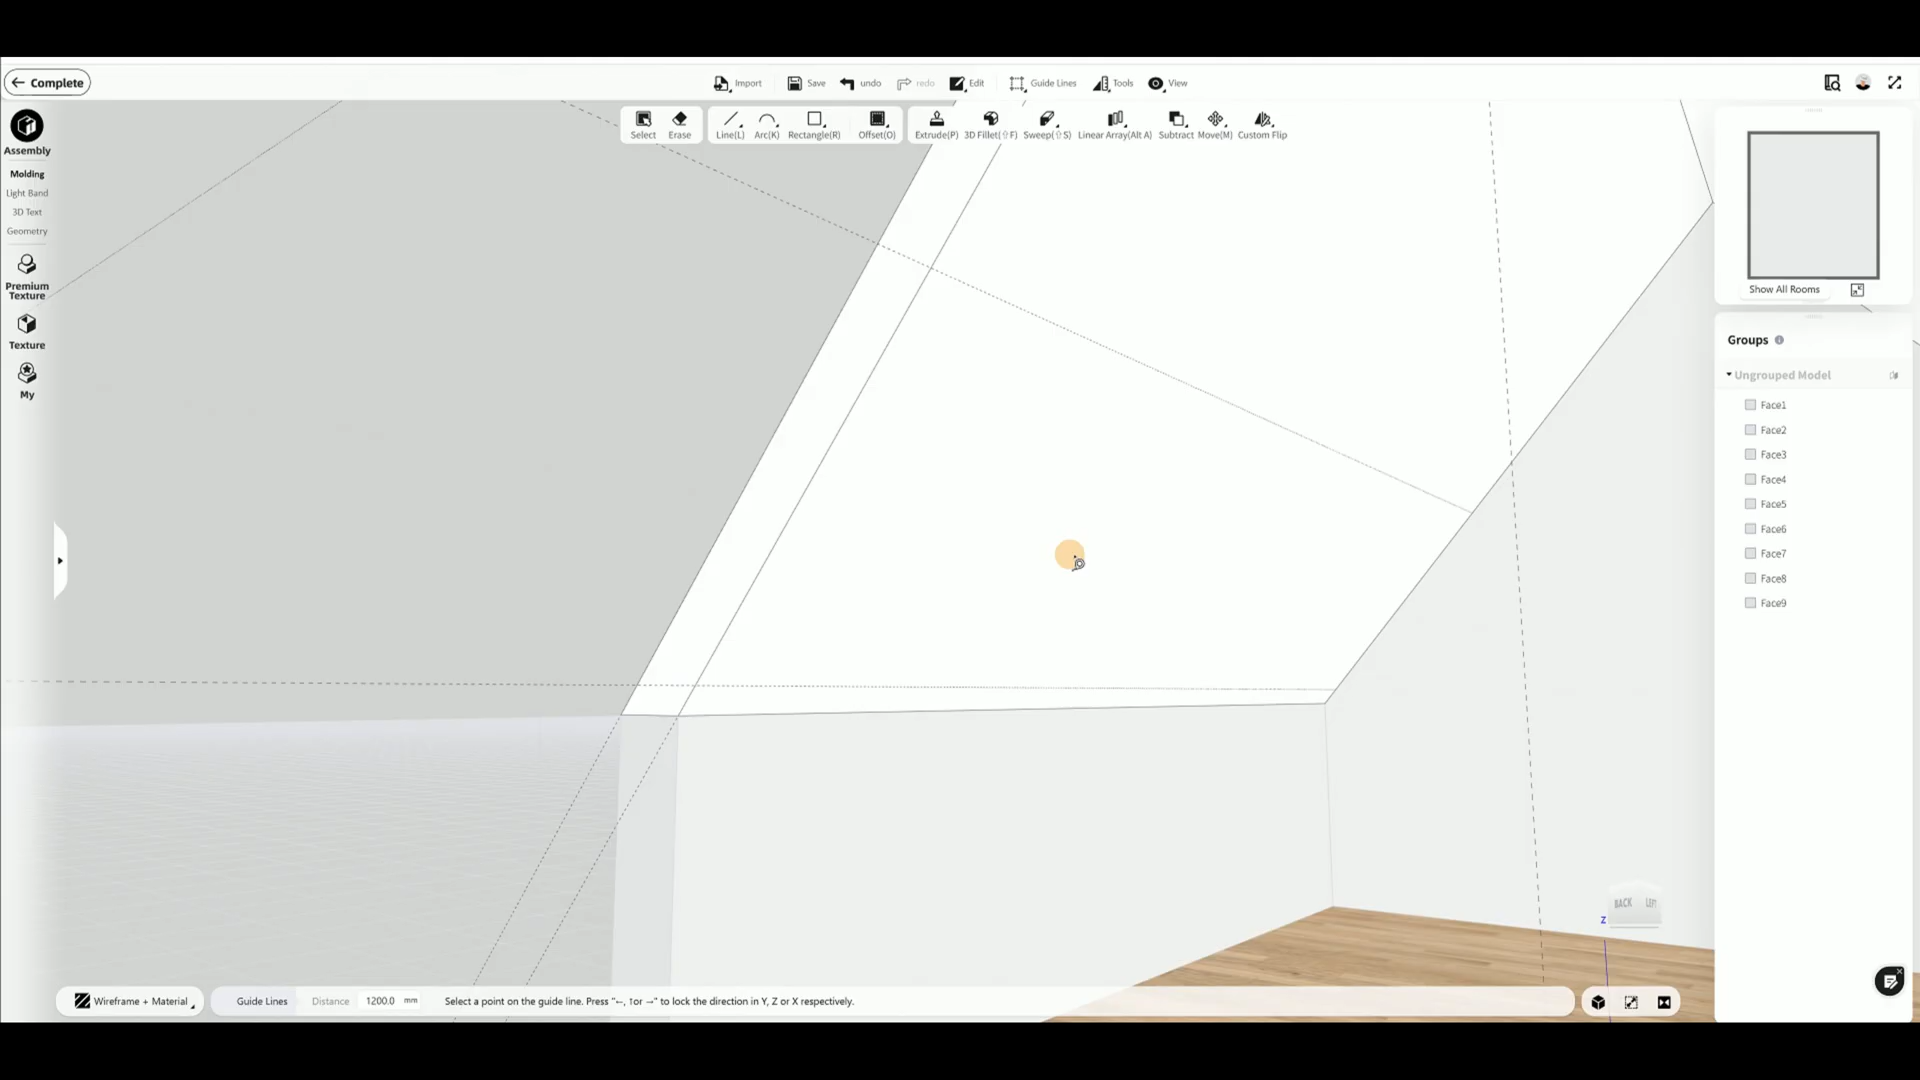 Complete
Import
Save
undo
redo
Edit
Guide Lines
Tools
View
Select
Erase
Line(L)
Arc(K)
Rectangle(R)
Offset(O)
Extrude(P)
3D Fillet(⇧F)
Sweep(⇧S)
Linear Array(Alt A)
Subtract
Move(M)
Custom Flip
Assembly
Molding
Light Band
3D Text
Geometry
Premium
Texture
Texture
My
Show All Rooms
Groups
Ungrouped Model
Face1
Face2
Face3
Face4
Face5
Face6
Face7
Face8
Face9
BACK
LEFT
Z
Wireframe + Material
Guide Lines
Distance
1200.0 mm
Select a point on the guide line. Press "←, ↑or →" to lock the direction in Y, Z or X respectively.